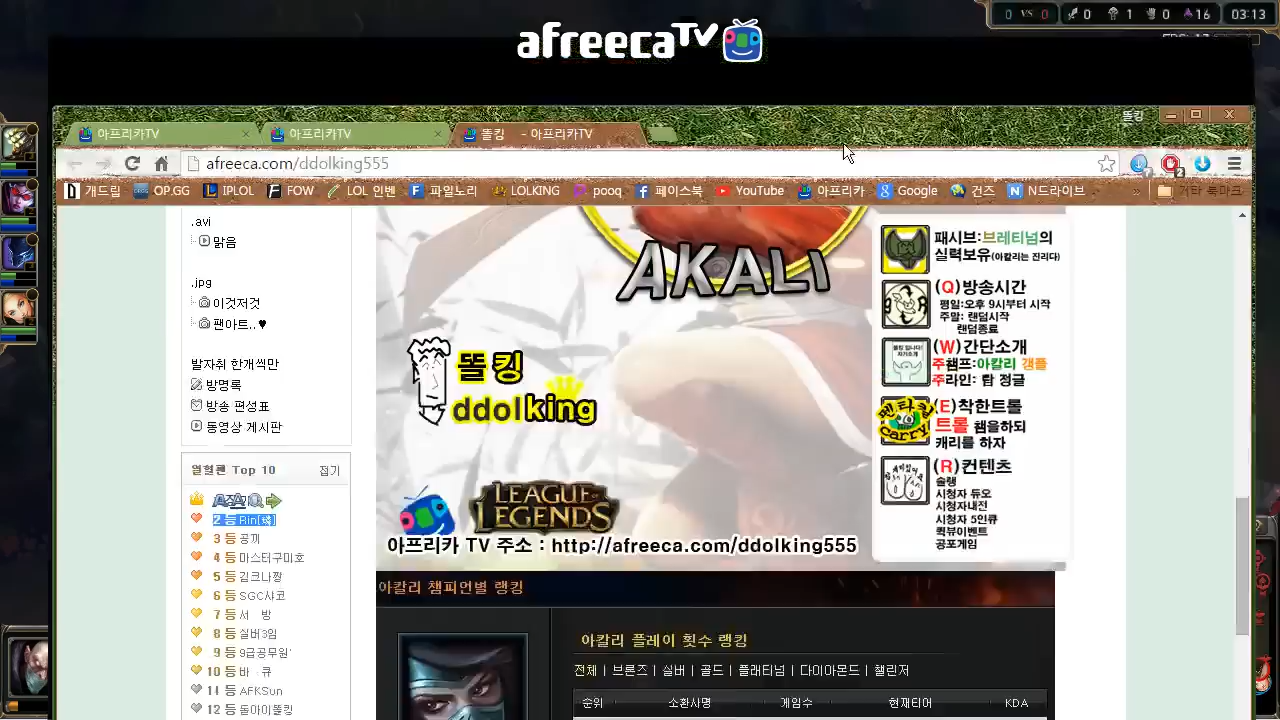 afreecaTV
0 VS 0 0 1 0 16 03:13
똘킹
아프리카TV
아프리카TV
똘킹 - 아프리카TV
afreeca.com/ddolking555
개드립 OP.GG IPLOL FOW LOL 인벤 파일노리 LOLKING pooq 페이스북 YouTube 아프리카 Google 건즈 N드라이브 » 기타 북마크
.avi
맑음
.jpg
이것저것
팬아트..♥
발자취 한개씩만
방명록
방송 편성표
동영상 게시판
열혈팬 Top 10 접기
2 등 Bin[
3 등 공끼
4 등 미스터구미호
5 등 김크나짱
6 등 SGC샤코
7 등 서 방
8 등 실버3임
9 등 9급공무원'
10 등 바 큐
11 등 AFKSun
12 등 돌아이똘킹
AKALI
똘킹
ddolking
LEAGUE of LEGENDS
아프리카 TV 주소 : http://afreeca.com/ddolking555
패시브:브레티넘의
실력보유(아칼리는 진리다)
(Q)방송시간
평일:오후 9시부터 시작
주말: 랜덤시작
랜덤종료
(W)간단소개
주챔프:아칼리 갱플
주라인: 탑 정글
펜타킬
carry
(E)착한트롤
트롤 챔을하되
캐리를 하자
(R)컨텐츠
솔랭
시청자 듀오
시청자내전
시청자 5인큐
퀵뷰이벤트
공포게임
아칼리 챔피언별 랭킹
아칼리 플레이 횟수 랭킹
전체 | 브론즈 | 실버 | 골드 | 플래티넘 | 다이아몬드 | 챌린저
순위 소환사명 게임수 현재티어 KDA